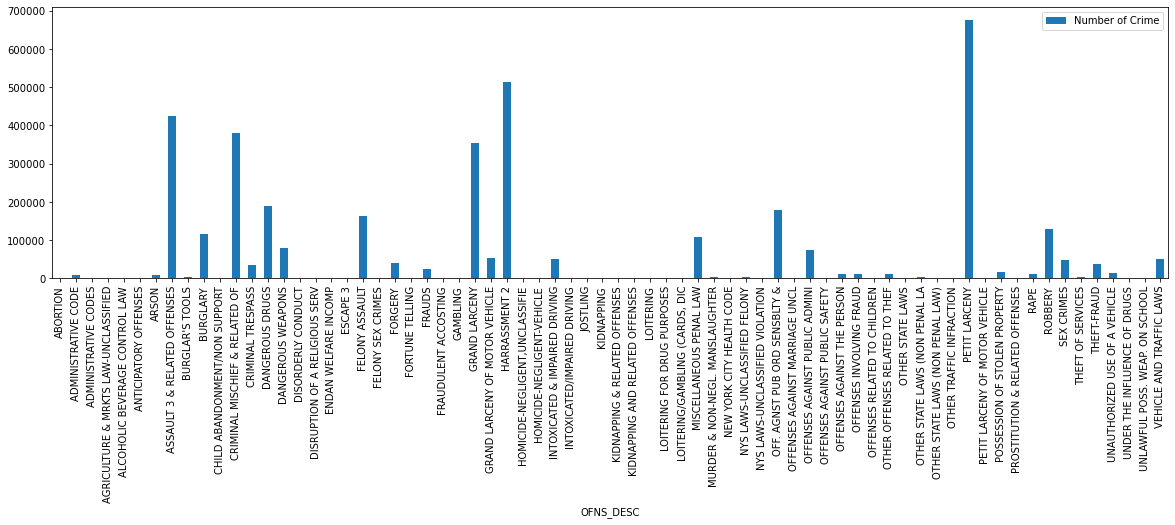 700000
600000
500000
400000
300000
200000
100000
0
Number of Crime
ABORTION
ADMINISTRATIVE CODE
ADMINISTRATIVE CODES
AGRICULTURE & MRKTS LAW-UNCLASSIFIED
ALCOHOLIC BEVERAGE CONTROL LAW
ANTICIPATORY OFFENSES
ARSON
ASSAULT 3 & RELATED OFFENSES
BURGLAR'S TOOLS
BURGLARY
CHILD ABANDONMENT/NON SUPPORT
CRIMINAL MISCHIEF & RELATED OF
CRIMINAL TRESPASS
DANGEROUS DRUGS
DANGEROUS WEAPONS
DISORDERLY CONDUCT
DISRUPTION OF A RELIGIOUS SERV
ENDAN WELFARE INCOMP
ESCAPE 3
FELONY ASSAULT
FELONY SEX CRIMES
FORGERY
FORTUNE TELLING
FRAUDS
FRAUDULENT ACCOSTING
GAMBLING
GRAND LARCENY
GRAND LARCENY OF MOTOR VEHICLE
HARRASSMENT 2
HOMICIDE-NEGLIGENT,UNCLASSIFIE
HOMICIDE-NEGLIGENT-VEHICLE
INTOXICATED & IMPAIRED DRIVING
INTOXICATED/IMPAIRED DRIVING
JOSTLING
KIDNAPPING
KIDNAPPING & RELATED OFFENSES
KIDNAPPING AND RELATED OFFENSES
LOITERING
LOITERING FOR DRUG PURPOSES
LOITERING/GAMBLING (CARDS, DIC
MISCELLANEOUS PENAL LAW
MURDER & NON-NEGL. MANSLAUGHTER
NEW YORK CITY HEALTH CODE
NYS LAWS-UNCLASSIFIED FELONY
NYS LAWS-UNCLASSIFIED VIOLATION
OFF. AGNST PUB ORD SENSBLTY &
OFFENSES AGAINST MARRIAGE UNCL
OFFENSES AGAINST PUBLIC ADMINI
OFFENSES AGAINST PUBLIC SAFETY
OFFENSES AGAINST THE PERSON
OFFENSES INVOLVING FRAUD
OFFENSES RELATED TO CHILDREN
OTHER OFFENSES RELATED TO THEF
OTHER STATE LAWS
OTHER STATE LAWS (NON PENAL LA
OTHER STATE LAWS (NON PENAL LAW)
OTHER TRAFFIC INFRACTION
PETIT LARCENY
PETIT LARCENY OF MOTOR VEHICLE
POSSESSION OF STOLEN PROPERTY
PROSTITUTION & RELATED OFFENSES
RAPE
ROBBERY
SEX CRIMES
THEFT OF SERVICES
THEFT-FRAUD
UNAUTHORIZED USE OF A VEHICLE
UNDER THE INFLUENCE OF DRUGS
UNLAWFUL POSS. WEAP. ON SCHOOL
VEHICLE AND TRAFFIC LAWS
OFNS_DESC